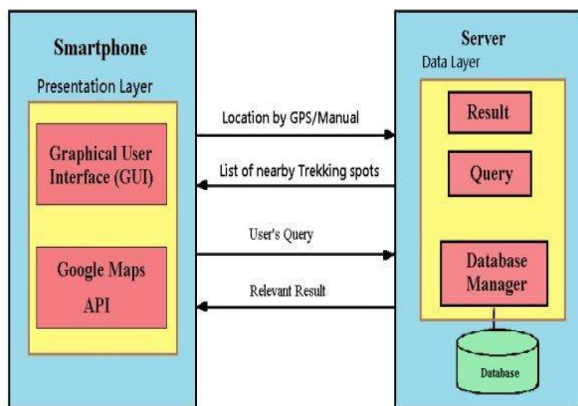 Smartphone
Presentation Layer
Graphical User
Interface (GUI)
Google Maps
API
Location by GPS/Manual
List of nearby Trekking spots
User's Query
Relevant Result
Server
Data Layer
Result
Query
Database
Manager
Database